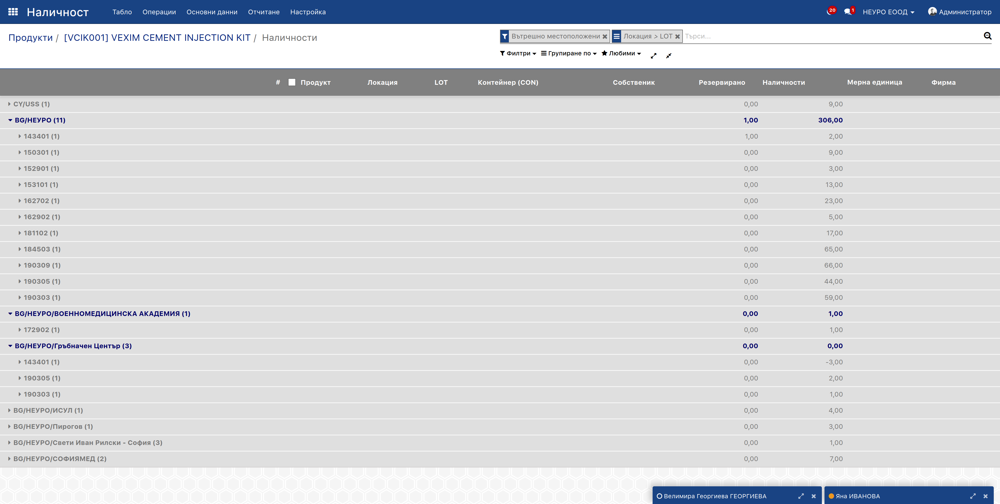 Наличност Табло Операции Основни данни Отчитане Настройка 20 1 НЕУРО ЕООД Администратор
Продукти / [VCIK001] VEXIM CEMENT INJECTION KIT / Наличности
Вътрешно местоположени Локация > LOT Търси...
Филтри Групиране по Любими
# Продукт Локация LOT Контейнер (CON) Собственик Резервирано Наличности Мерна единица Фирма
CY/USS (1) 0,00 9,00
BG/НЕУРО (11) 1,00 306,00
143401 (1) 1,00 2,00
150301 (1) 0,00 9,00
152901 (1) 0,00 3,00
153101 (1) 0,00 13,00
162702 (1) 0,00 23,00
162902 (1) 0,00 5,00
181102 (1) 0,00 17,00
184503 (1) 0,00 65,00
190309 (1) 0,00 66,00
190305 (1) 0,00 44,00
190303 (1) 0,00 59,00
BG/НЕУРО/ВОЕННОМЕДИЦИНСКА АКАДЕМИЯ (1) 0,00 1,00
172902 (1) 0,00 1,00
BG/НЕУРО/Гръбначен Център (3) 0,00 0,00
143401 (1) 0,00 -3,00
190305 (1) 0,00 2,00
190303 (1) 0,00 1,00
BG/НЕУРО/ИСУЛ (1) 0,00 4,00
BG/НЕУРО/Пирогов (1) 0,00 3,00
BG/НЕУРО/Свети Иван Рилски - София (3) 0,00 1,00
BG/НЕУРО/СОФИЯМЕД (2) 0,00 7,00
Велимира Георгиева ГЕОРГИЕВА Яна ИВАНОВА